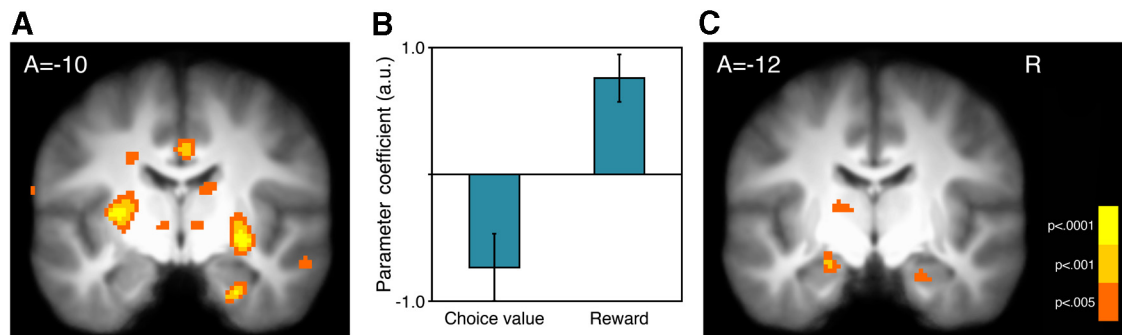 A
A=-10
B
Parameter coefficient (a.u.)
1.0
-1.0
Choice value
Reward
C
A=-12
R
p<.0001
p<.001
p<.005